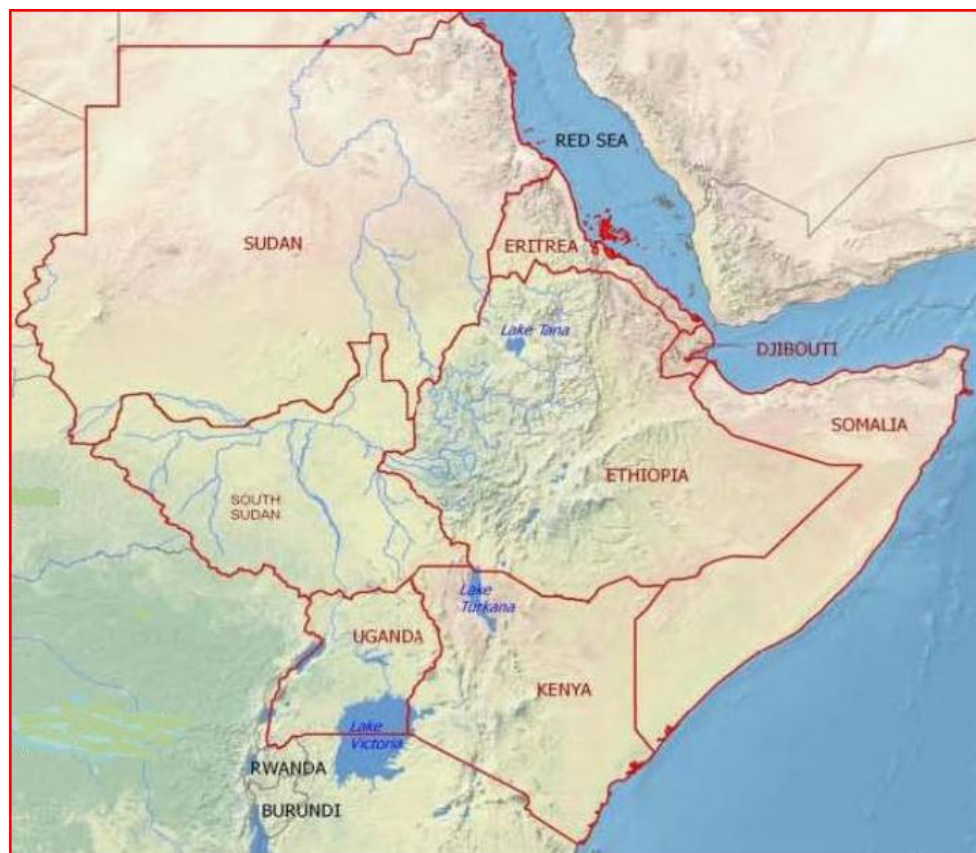 RED SEA
SUDAN
ERITREA
Lake Tana
DJIBOUTI
SOMALIA
ETHIOPIA
SOUTH
SUDAN
Lake
Turkana
UGANDA
KENYA
Lake
Victoria
RWANDA
BURUNDI